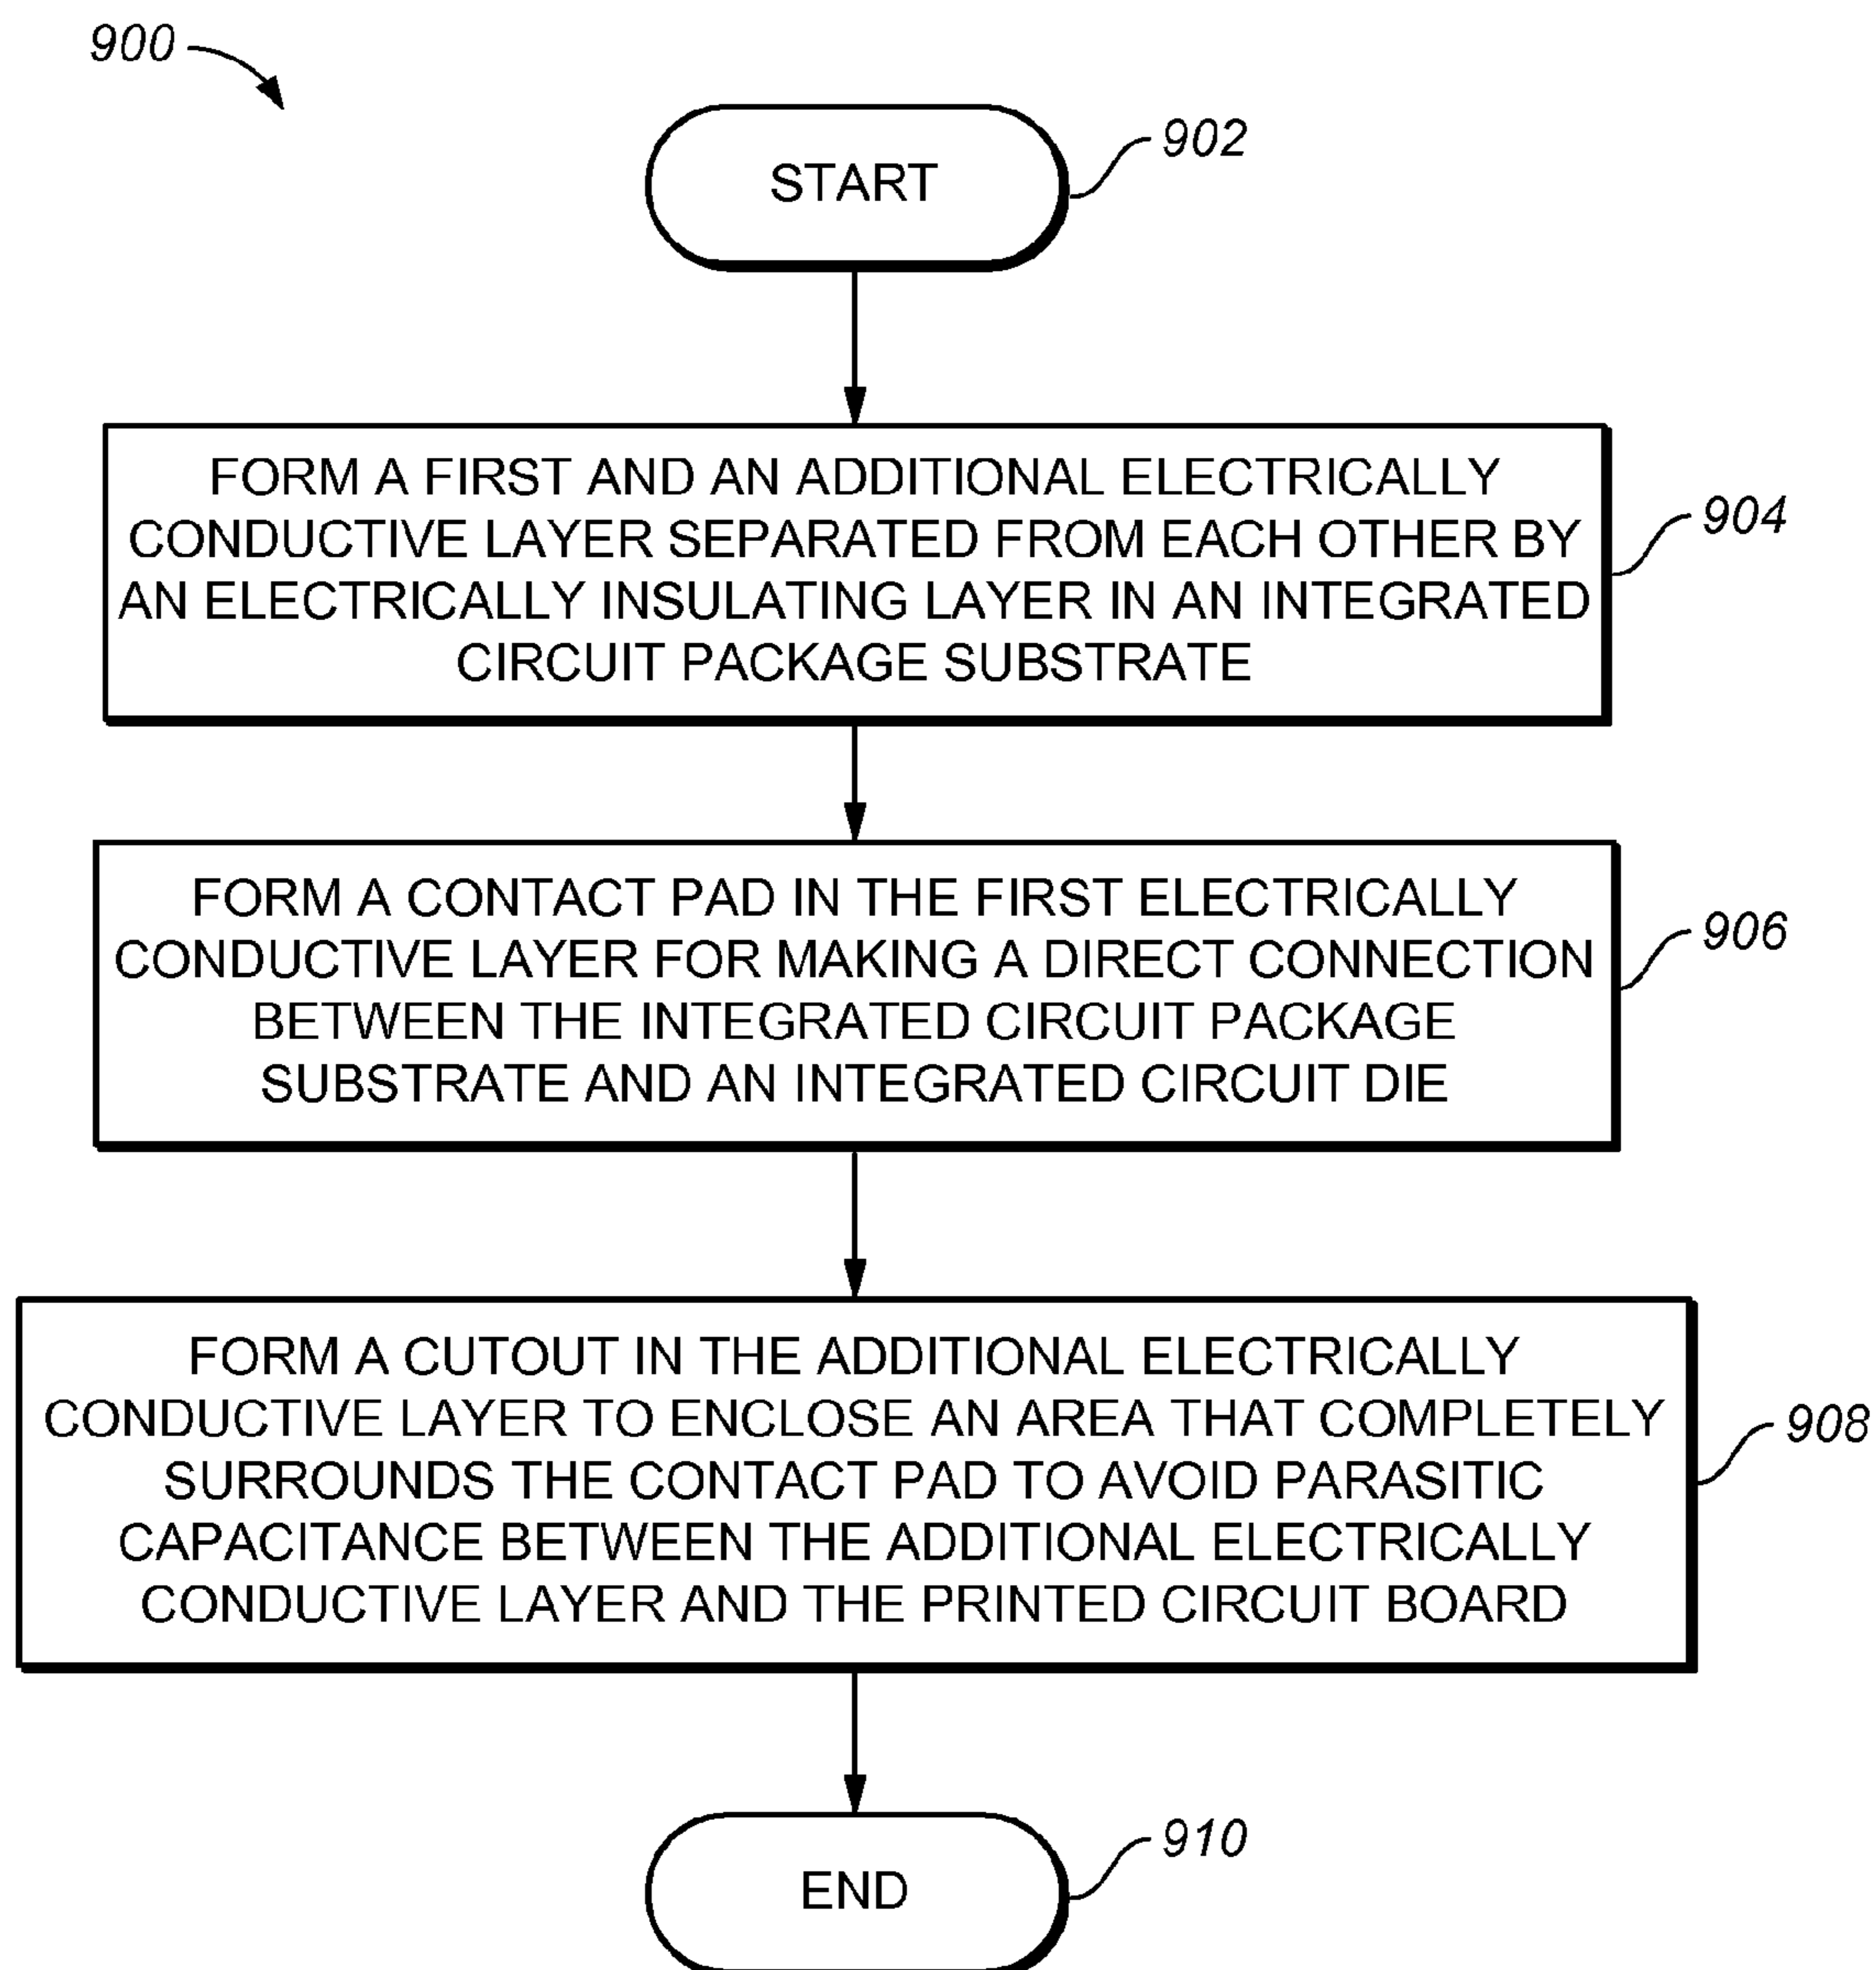 900
START
902
FORM A FIRST AND AN ADDITIONAL ELECTRICALLY
CONDUCTIVE LAYER SEPARATED FROM EACH OTHER BY
AN ELECTRICALLY INSULATING LAYER IN AN INTEGRATED
CIRCUIT PACKAGE SUBSTRATE
904
FORM A CONTACT PAD IN THE FIRST ELECTRICALLY
CONDUCTIVE LAYER FOR MAKING A DIRECT CONNECTION
BETWEEN THE INTEGRATED CIRCUIT PACKAGE
SUBSTRATE AND AN INTEGRATED CIRCUIT DIE
906
FORM A CUTOUT IN THE ADDITIONAL ELECTRICALLY
CONDUCTIVE LAYER TO ENCLOSE AN AREA THAT COMPLETELY
SURROUNDS THE CONTACT PAD TO AVOID PARASITIC
CAPACITANCE BETWEEN THE ADDITIONAL ELECTRICALLY
CONDUCTIVE LAYER AND THE PRINTED CIRCUIT BOARD
908
END
910